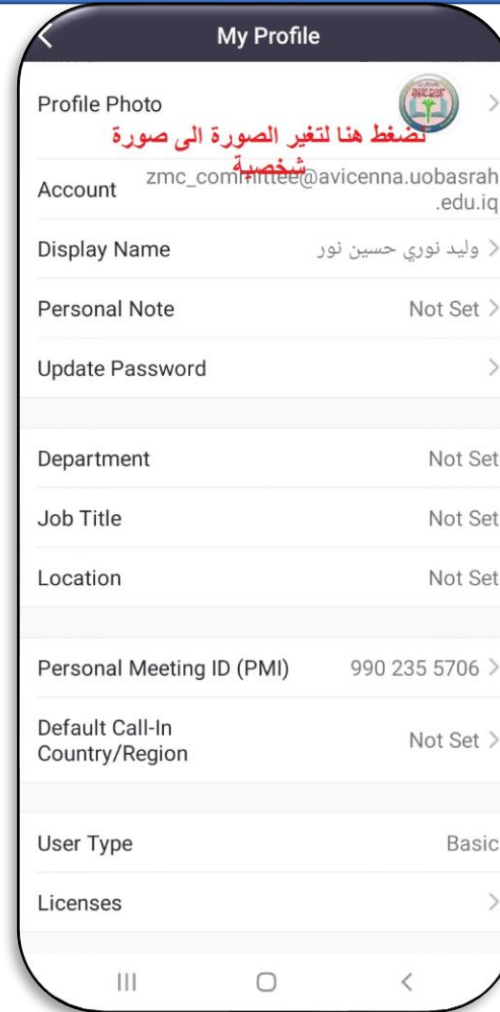 My Profile
Profile Photo
تضغط هنا لتغير الصورة الى صورة
شخصية
Account
zmc_committee@avicenna.uobasrah
.edu.iq
Display Name وليد نوري حسين نور
Personal Note Not Set
Update Password
Department Not Set
Job Title Not Set
Location Not Set
Personal Meeting ID (PMI) 990 235 5706
Default Call-In
Country/Region
Not Set
User Type Basic
Licenses